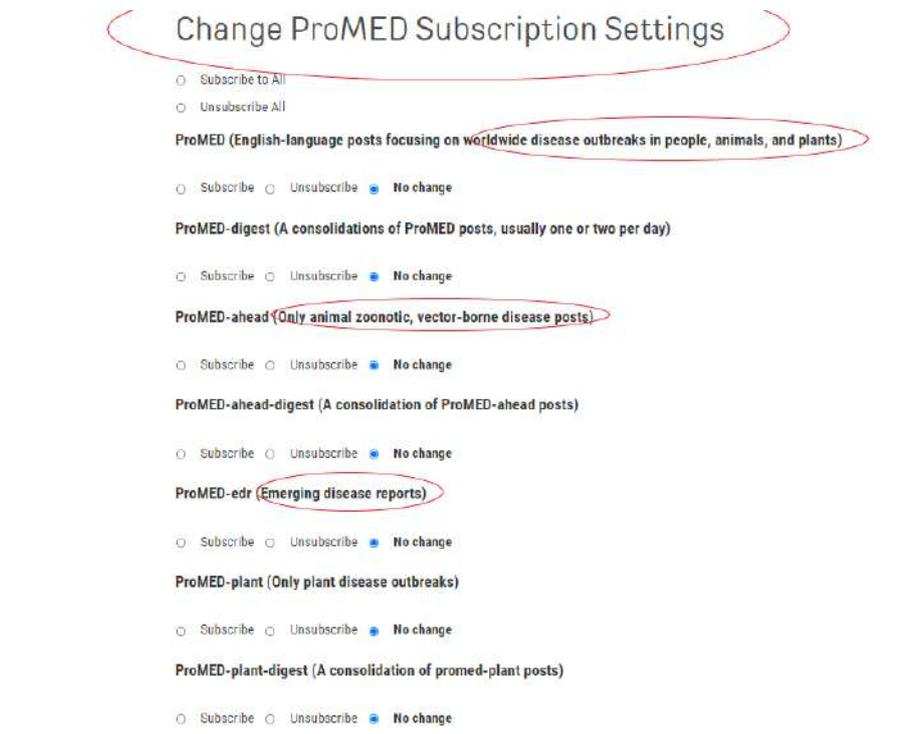 Change ProMED Subscription Settings
Subscribe to All
Unsubscribe All
ProMED (English-language posts focusing on worldwide disease outbreaks in people, animals, and plants)
Subscribe Unsubscribe No change
ProMED-digest (A consolidations of ProMED posts, usually one or two per day)
Subscribe Unsubscribe No change
ProMED-ahead (Only animal zoonotic, vector-borne disease posts)
Subscribe Unsubscribe No change
ProMED-ahead-digest (A consolidation of ProMED-ahead posts)
Subscribe Unsubscribe No change
ProMED-edr (Emerging disease reports)
Subscribe Unsubscribe No change
ProMED-plant (Only plant disease outbreaks)
Subscribe Unsubscribe No change
ProMED-plant-digest (A consolidation of promed-plant posts)
Subscribe Unsubscribe No change